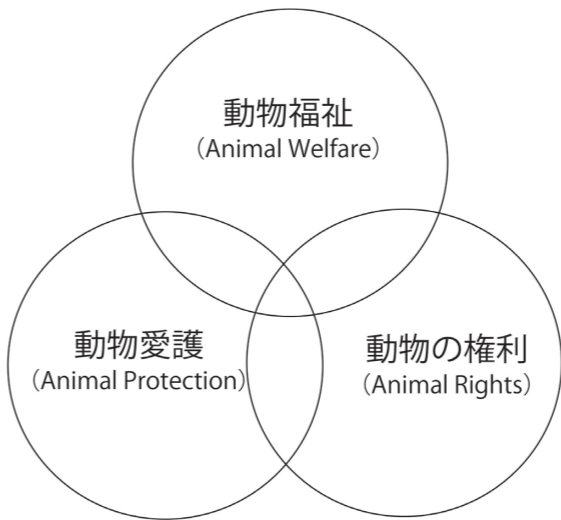 動物福祉
（Animal Welfare）
動物愛護
（Animal Protection）
動物の権利
（Animal Rights）